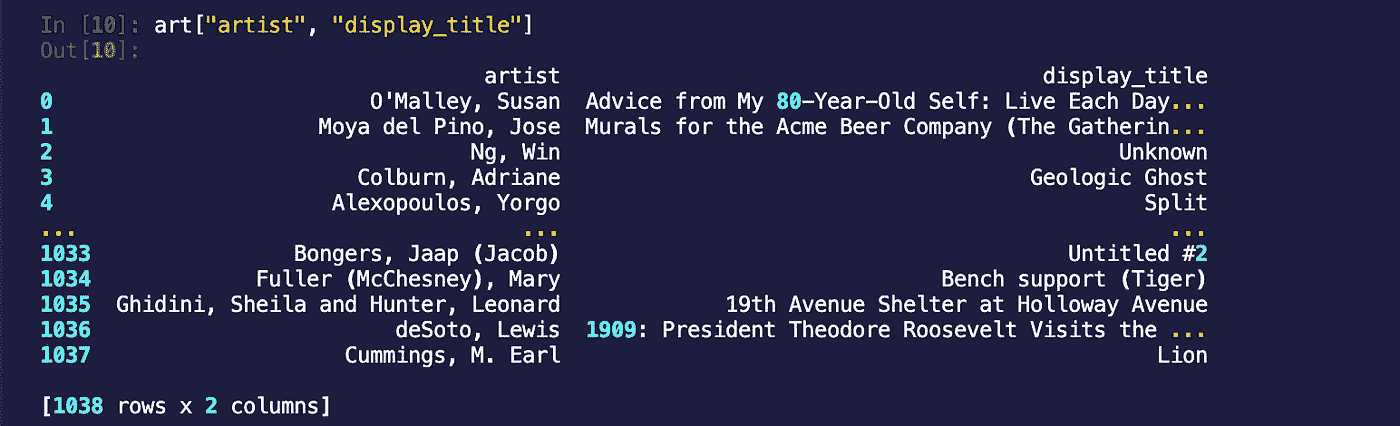 In [10]: art["artist", "display_title"]
Out[10]:
artist display_title
0 O'Malley, Susan Advice from My 80-Year-Old Self: Live Each Day...
1 Moya del Pino, Jose Murals for the Acme Beer Company (The Gatherin...
2 Ng, Win Unknown
3 Colburn, Adriane Geologic Ghost
4 Alexopoulos, Yorgo Split
... ... ...
1033 Bongers, Jaap (Jacob) Untitled #2
1034 Fuller (McChesney), Mary Bench support (Tiger)
1035 Ghidini, Sheila and Hunter, Leonard 19th Avenue Shelter at Holloway Avenue
1036 deSoto, Lewis 1909: President Theodore Roosevelt Visits the ...
1037 Cummings, M. Earl Lion
[1038 rows x 2 columns]